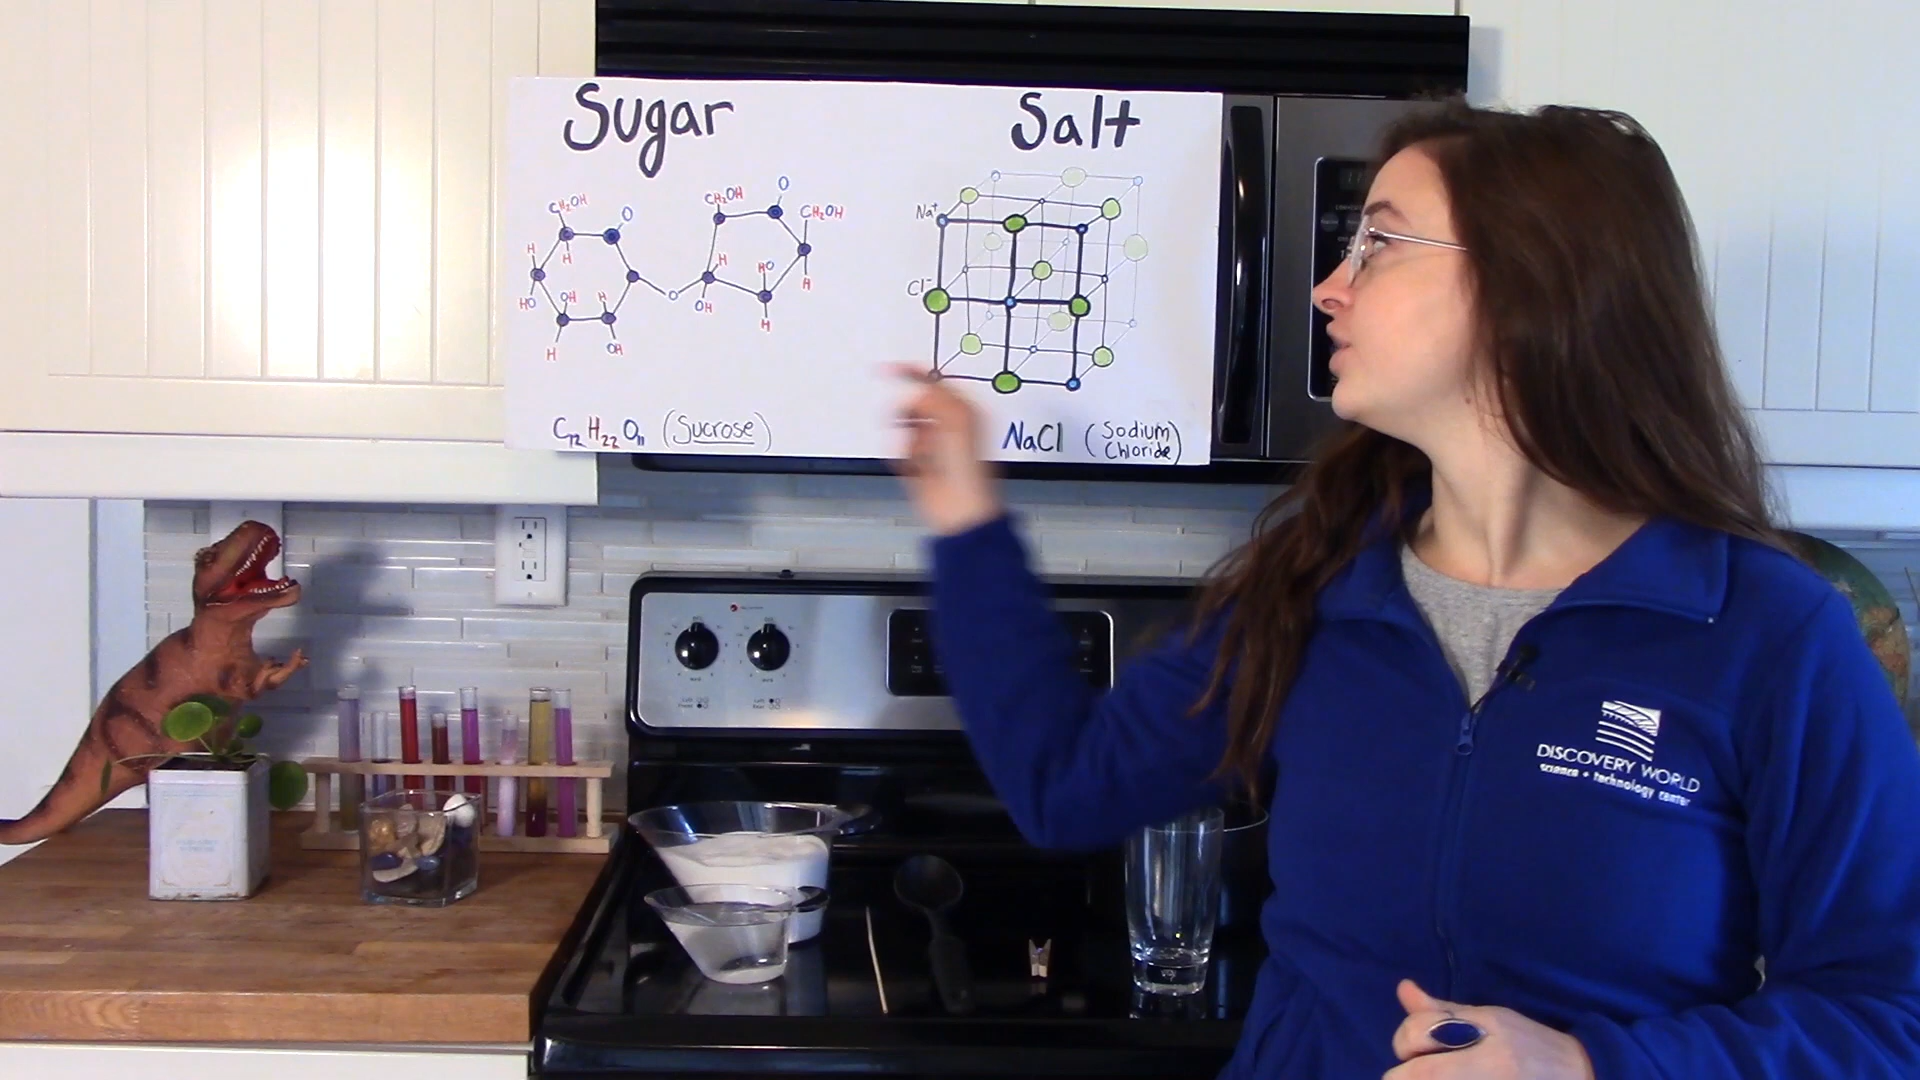 Sugar
Salt
CH₂OH
O
CH₂OH
O
CH₂OH
H
H
HO
OH
H
H
OH
O
H
OH
HO
H
H
Na⁺
Cl⁻
C₁₂H₂₂O₁₁ (Sucrose)
NaCl (Sodium
Chloride)
DISCOVERY WORLD
science + technology center